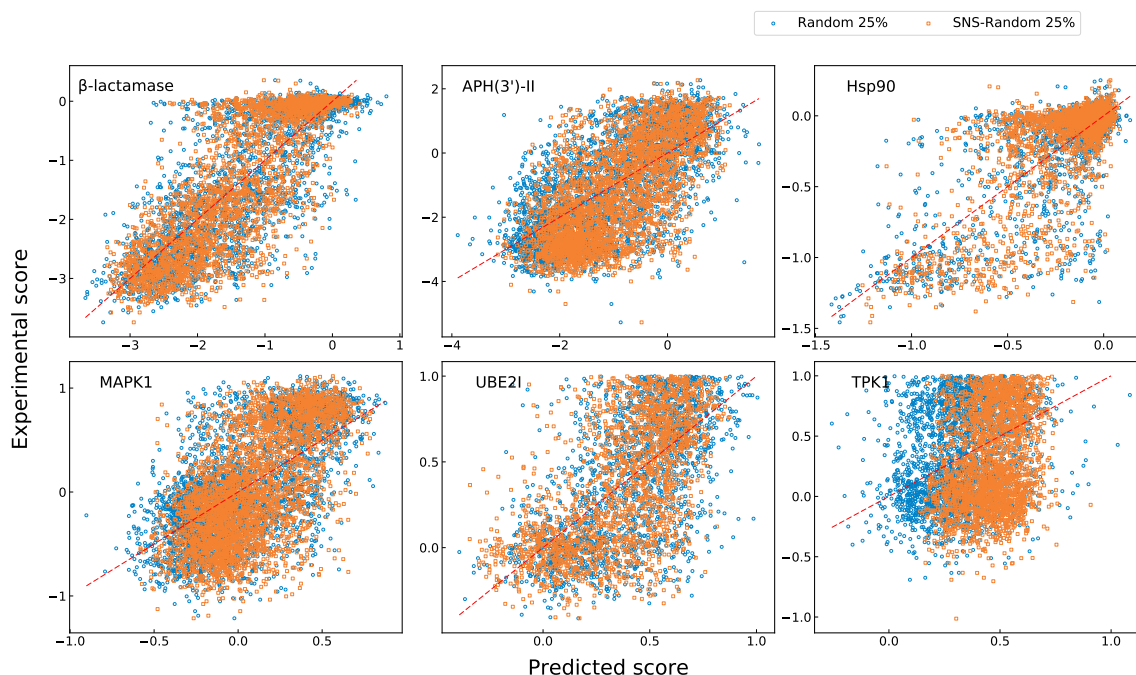 Random 25% SNS-Random 25%
β-lactamase
0
−1
−2
−3
−3 −2 −1 0 1
APH(3')-II
2
0
−2
−4
−4 −2 0
Hsp90
0.0
−0.5
−1.0
−1.5
−1.5 −1.0 −0.5 0.0
Experimental score
MAPK1
1
0
−1
−1.0 −0.5 0.0 0.5
UBE2I
1.0
0.5
0.0
0.0 0.5 1.0
TPK1
1.0
0.5
0.0
−0.5
−1.0
0.0 0.5 1.0
Predicted score